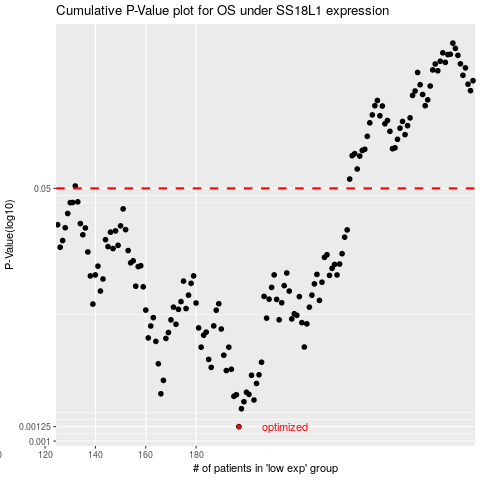 Cumulative P-Value plot for OS under SS18L1 expression
P-Value(log10)
0.05
0.00125
0.001
optimized
0 120 140 160 180
# of patients in 'low exp' group